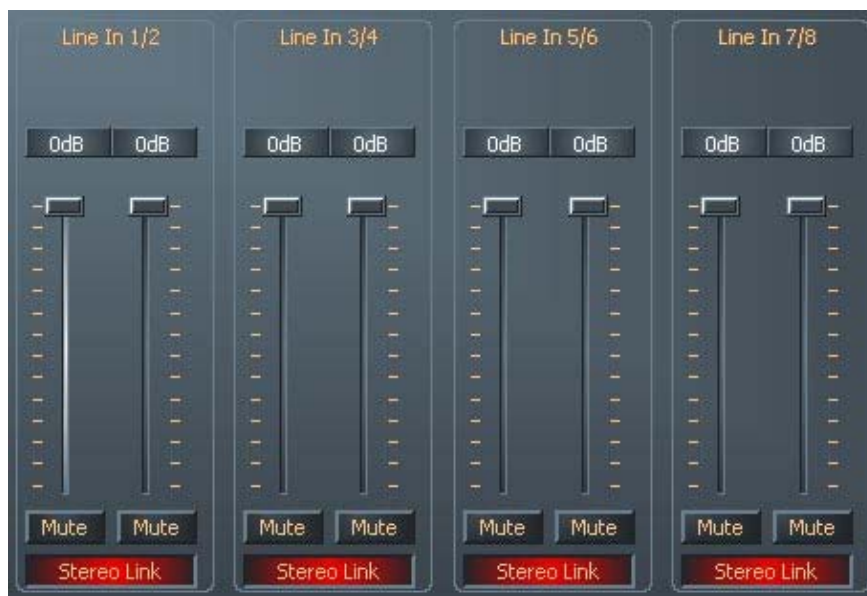 Line In 1/2 Line In 3/4 Line In 5/6 Line In 7/8
0dB 0dB 0dB 0dB 0dB 0dB 0dB 0dB
Mute Mute Mute Mute Mute Mute Mute Mute
Stereo Link Stereo Link Stereo Link Stereo Link